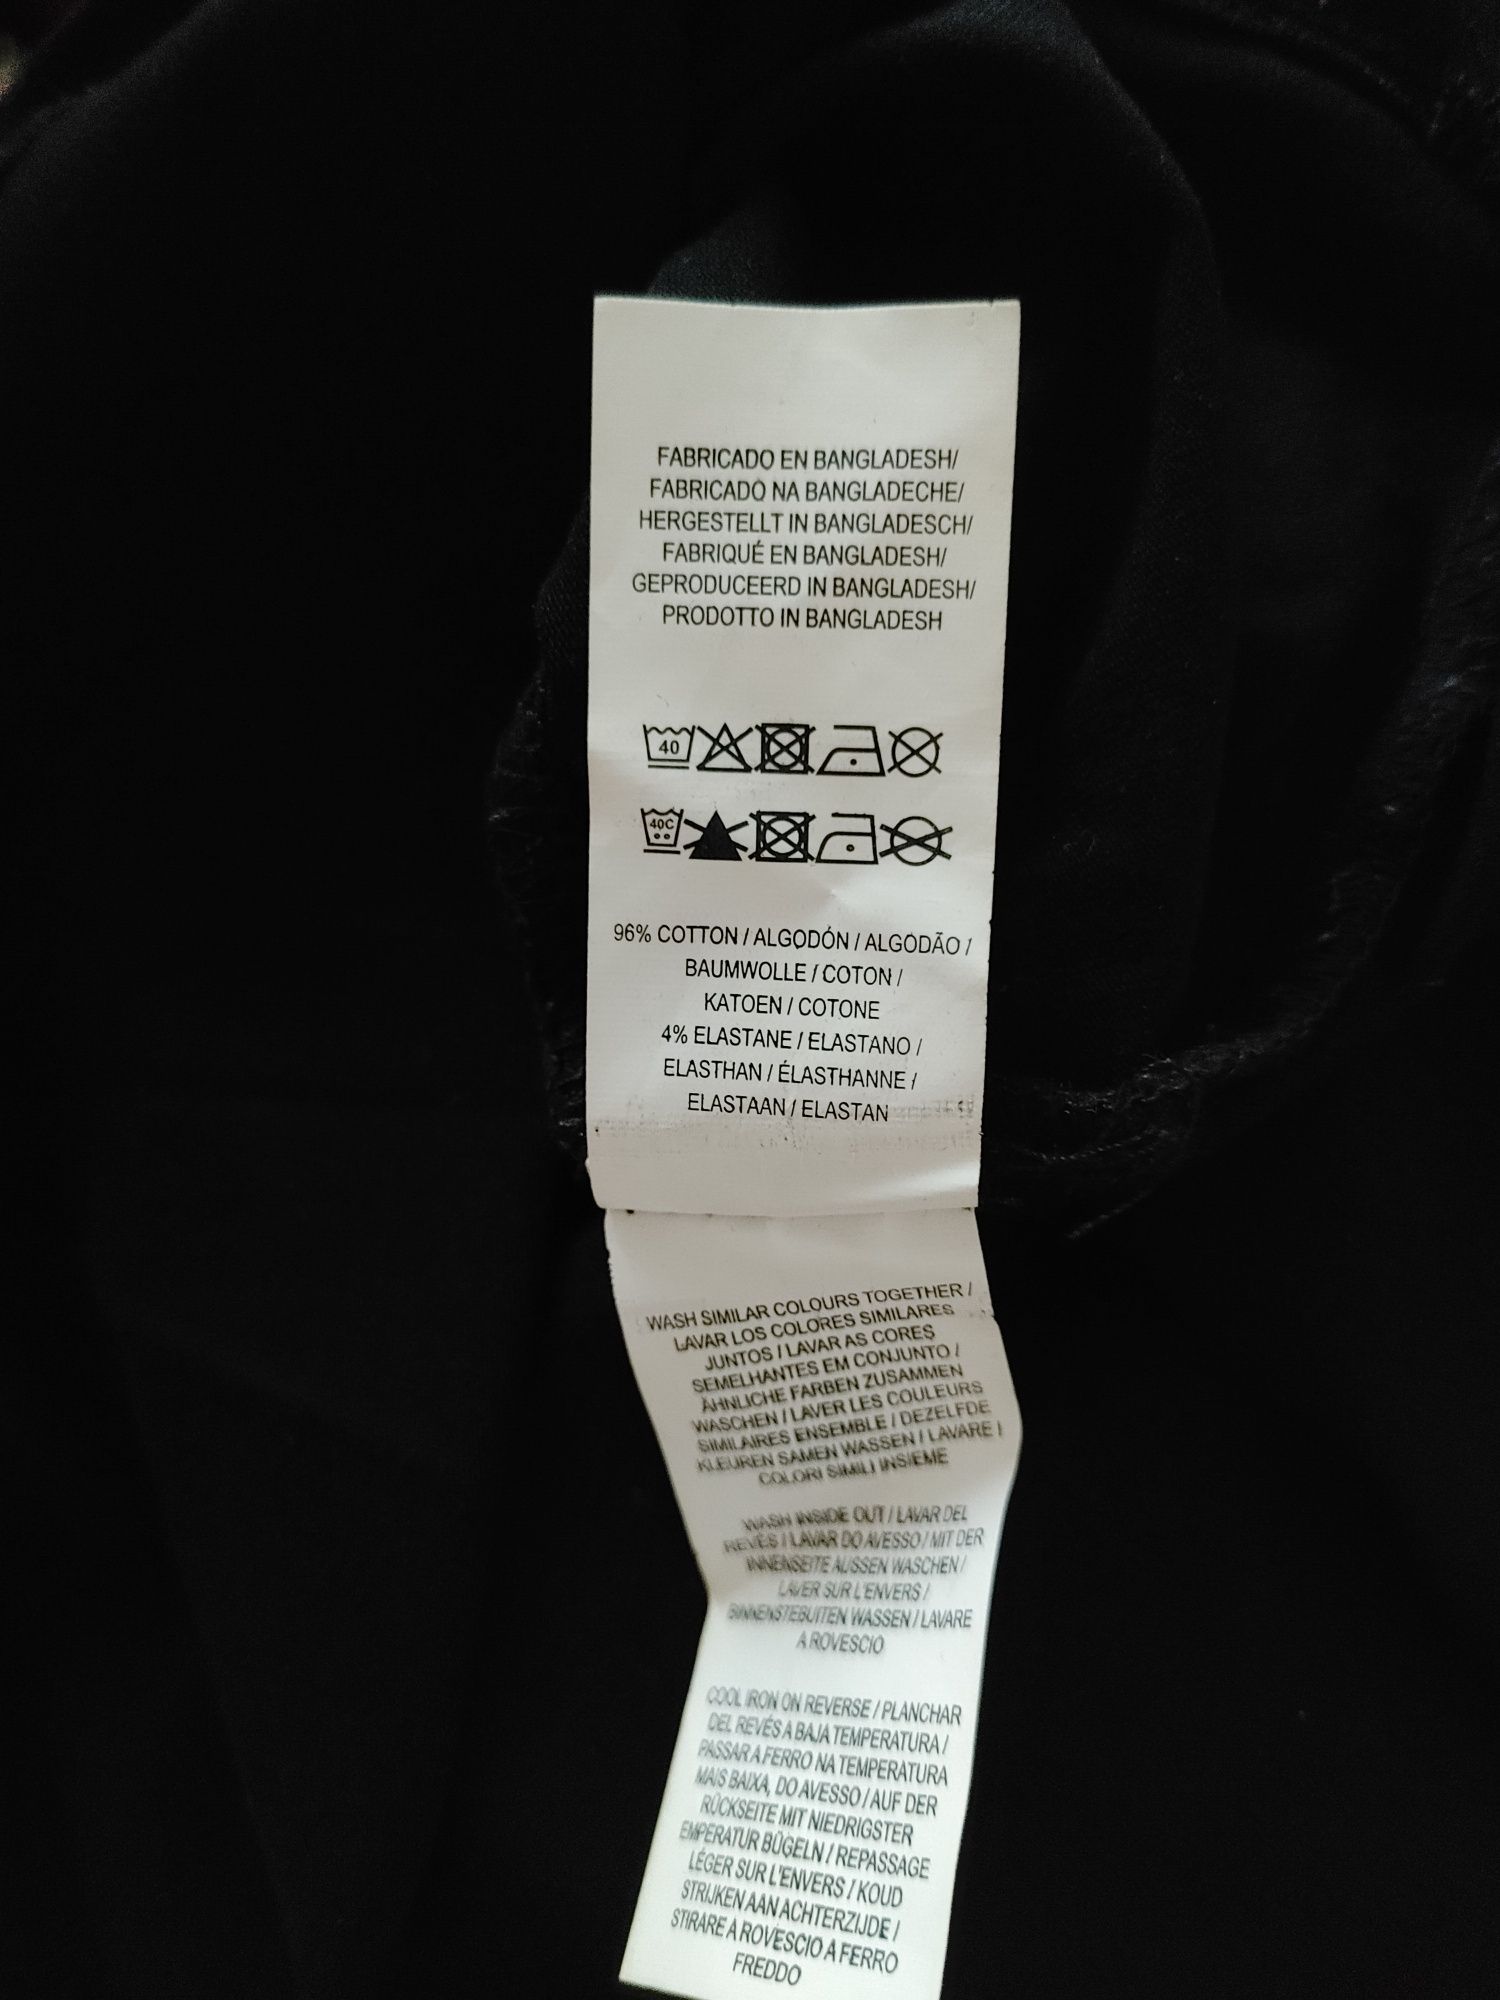 FABRICADO EN BANGLADESH/
FABRICADO NA BANGLADECHE/
HERGESTELLT IN BANGLADESCH/
FABRIQUÉ EN BANGLADESH/
GEPRODUCEERD IN BANGLADESH/
PRODOTTO IN BANGLADESH
40
40C
96% COTTON / ALGODÓN / ALGODÃO /
BAUMWOLLE / COTON /
KATOEN / COTONE
4% ELASTANE / ELASTANO /
ELASTHAN / ÉLASTHANNE /
ELASTAAN / ELASTAN
WASH SIMILAR COLOURS TOGETHER /
LAVAR LOS COLORES SIMILARES
JUNTOS / LAVAR AS CORES
SEMELHANTES EM CONJUNTO /
ÄHNLICHE FARBEN ZUSAMMEN
WASCHEN / LAVER LES COULEURS
SIMILAIRES ENSEMBLE / DEZELFDE
KLEUREN SAMEN WASSEN / LAVARE I
COLORI SIMILI INSIEME
WASH INSIDE OUT / LAVAR DEL
REVÉS / LAVAR DO AVESSO / MIT DER
INNENSEITE AUSSEN WASCHEN /
LAVER SUR L'ENVERS /
BINNENSTEBUITEN WASSEN / LAVARE
A ROVESCIO
COOL IRON ON REVERSE / PLANCHAR
DEL REVÉS A BAJA TEMPERATURA /
PASSAR A FERRO NA TEMPERATURA
MAIS BAIXA, DO AVESSO / AUF DER
RÜCKSEITE MIT NIEDRIGSTER
EMPERATUR BÜGELN / REPASSAGE
LÉGER SUR L'ENVERS / KOUD
STRIJKEN AAN ACHTERZIJDE /
STIRARE A ROVESCIO A FERRO
FREDDO